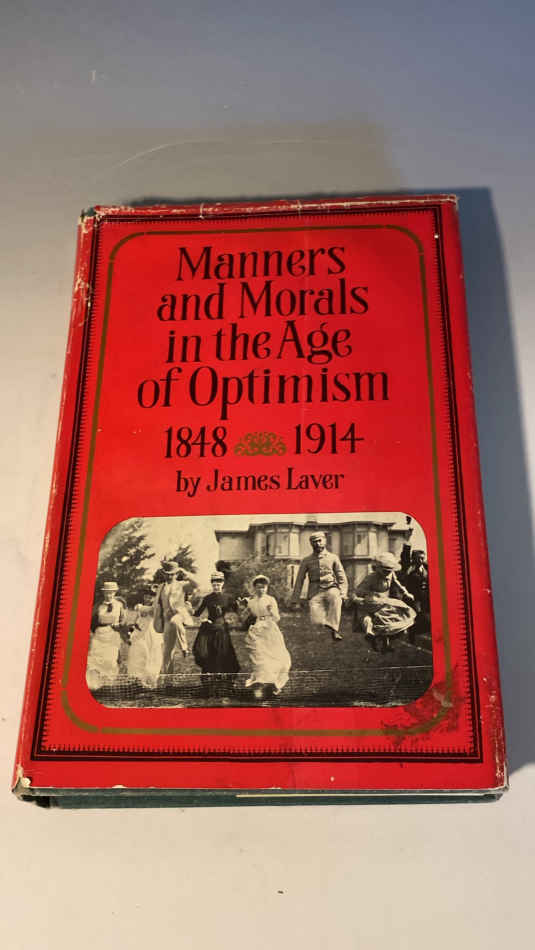 Manners
and Morals
in the Age
of Optimism
1848 1914
by James Laver